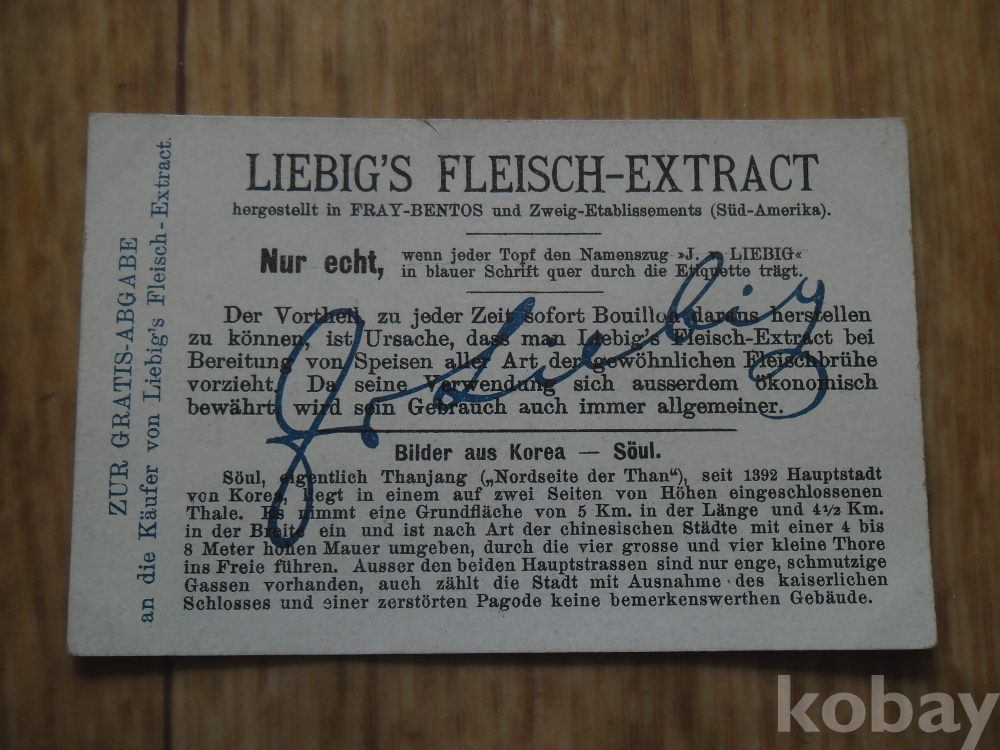 LIEBIG'S FLEISCH-EXTRACT
hergestellt in FRAY-BENTOS und Zweig-Etablissements (Süd-Amerika).
Nur echt, wenn jeder Topf den Namenszug »J. v. LIEBIG«
in blauer Schrift quer durch die Etiquette trägt.
Der Vortheil, zu jeder Zeit sofort Bouillon daraus herstellen
zu können, ist Ursache, dass man Liebig's Fleisch-Extract bei
Bereitung von Speisen aller Art der gewöhnlichen Fleischbrühe
vorzieht. Da seine Verwendung sich ausserdem ökonomisch
bewährt, wird sein Gebrauch auch immer allgemeiner.
Bilder aus Korea — Söul.
Söul, eigentlich Thanjang („Nordseite der Than“), seit 1392 Hauptstadt
von Korea, liegt in einem auf zwei Seiten von Höhen eingeschlossenen
Thale. Es nimmt eine Grundfläche von 5 Km. in der Länge und 4½ Km.
in der Breite ein und ist nach Art der chinesischen Städte mit einer 4 bis
8 Meter hohen Mauer umgeben, durch die vier grosse und vier kleine Thore
ins Freie führen. Ausser den beiden Hauptstrassen sind nur enge, schmutzige
Gassen vorhanden, auch zählt die Stadt mit Ausnahme des kaiserlichen
Schlosses und einer zerstörten Pagode keine bemerkenswerthen Gebäude.
ZUR GRATIS-ABGABE
an die Käufer von Liebig's Fleisch-Extract.
JvLiebig
kobay